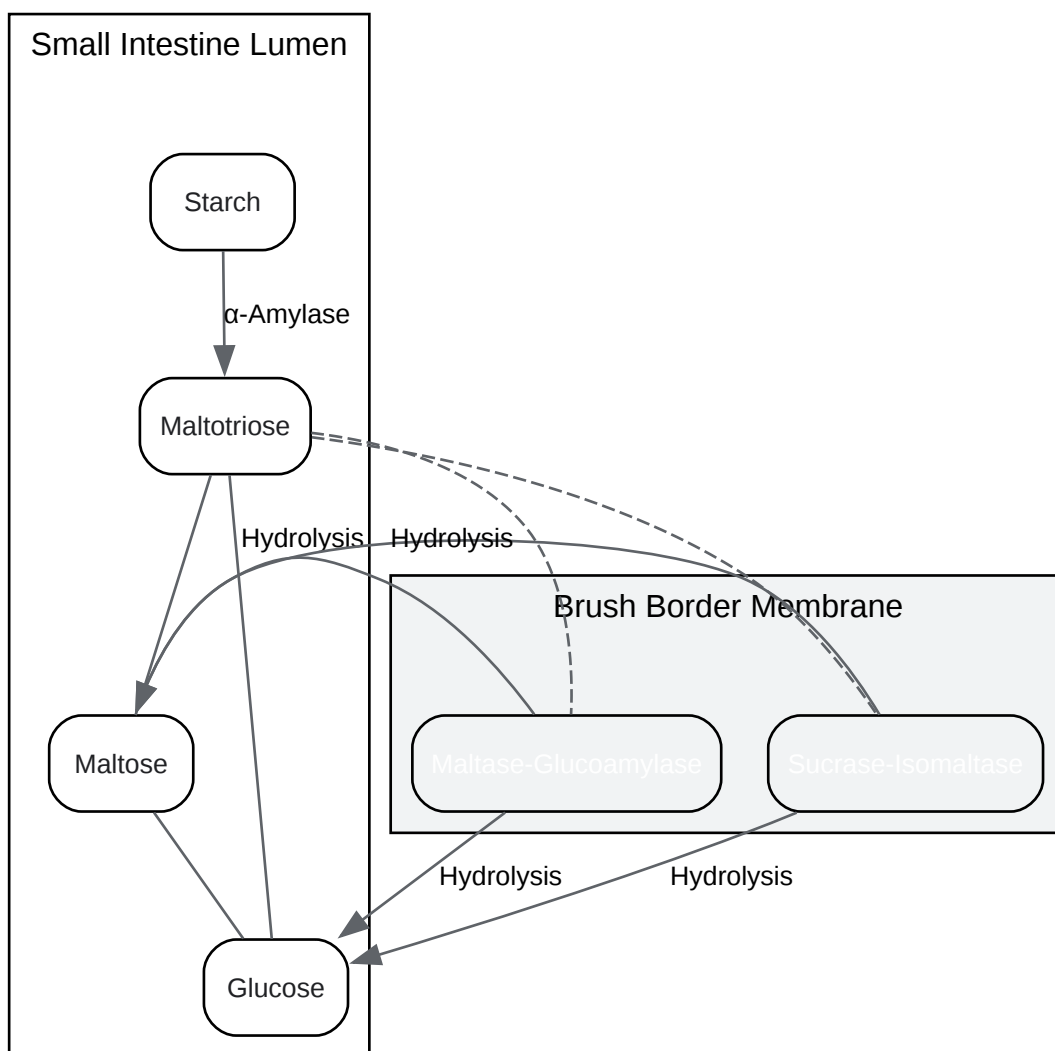 Small Intestine Lumen
Starch
α-Amylase
Maltotriose
Hydrolysis
Hydrolysis
Brush Border Membrane
Maltose
Maltase-Glucoamylase
Sucrase-Isomaltase
Hydrolysis
Hydrolysis
Glucose